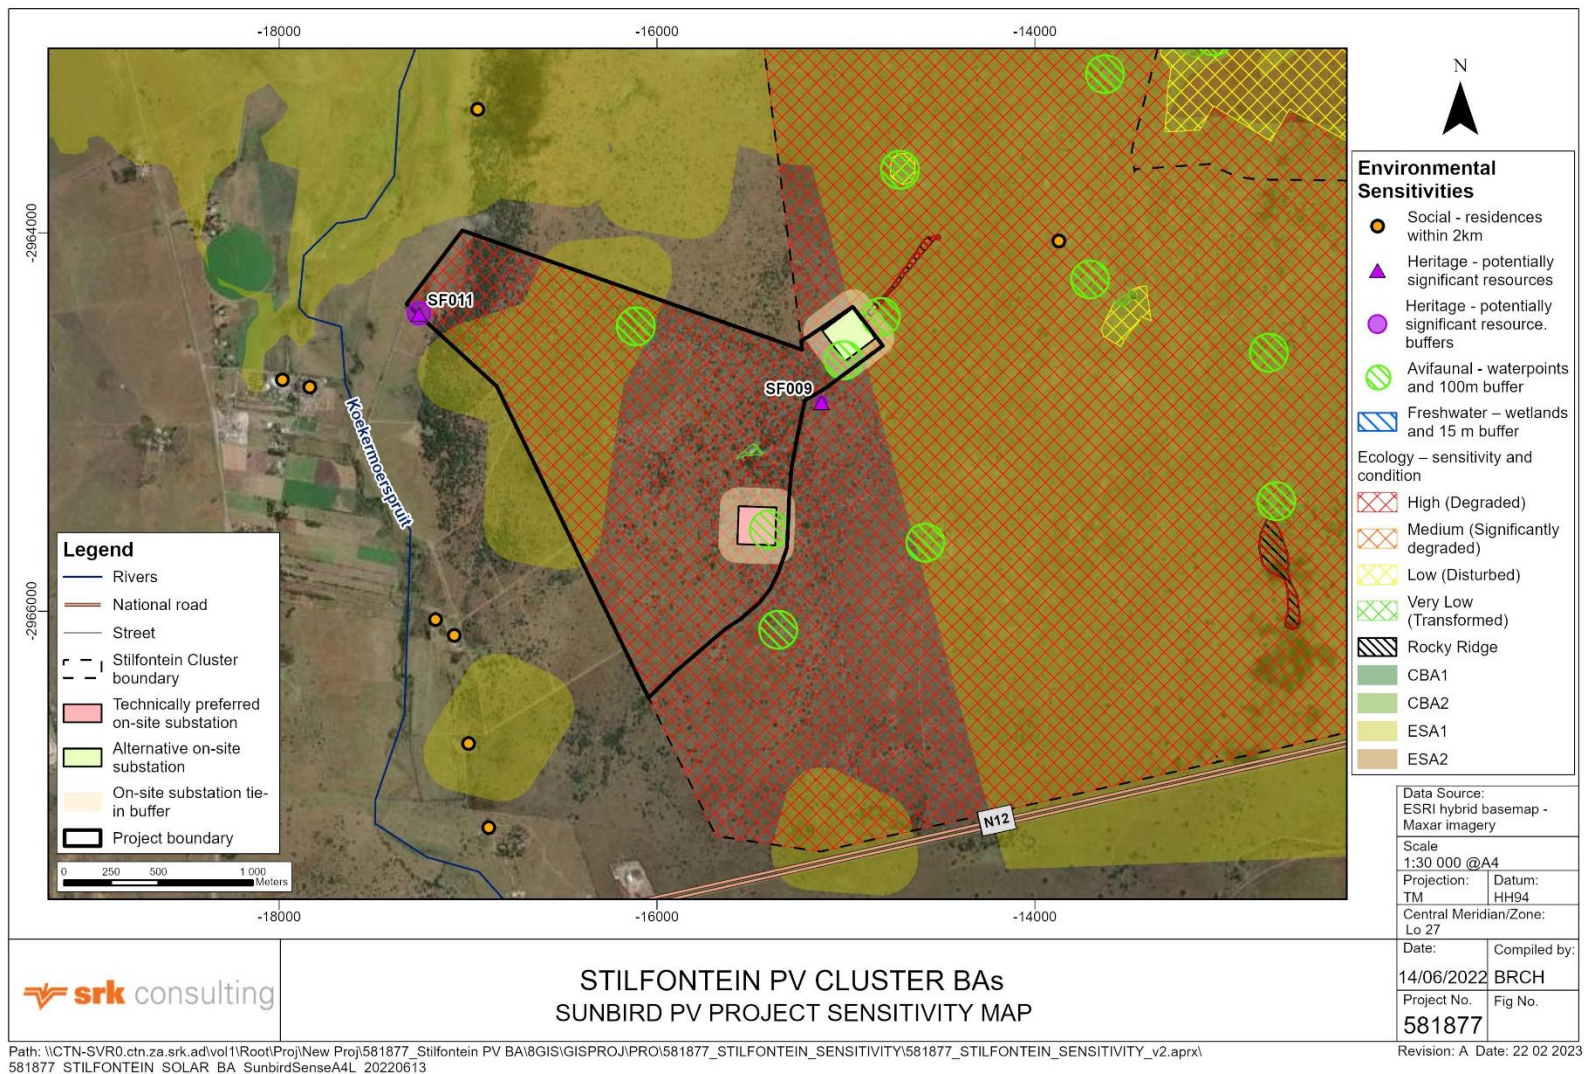 -18000
-16000
-14000
-2964000
-2966000
SF011
SF009
Koekermoerspruit
N12
Legend
Rivers
National road
Street
Stilfontein Cluster
boundary
Technically preferred
on-site substation
Alternative on-site
substation
On-site substation tie-
in buffer
Project boundary
0 250 500 1 000
Meters
-18000
-16000
-14000
N
Environmental
Sensitivities
Social - residences
within 2km
Heritage - potentially
significant resources
Heritage - potentially
significant resource.
buffers
Avifaunal - waterpoints
and 100m buffer
Freshwater – wetlands
and 15 m buffer
Ecology – sensitivity and
condition
High (Degraded)
Medium (Significantly
degraded)
Low (Disturbed)
Very Low
(Transformed)
Rocky Ridge
CBA1
CBA2
ESA1
ESA2
Data Source:
ESRI hybrid basemap -
Maxar imagery
Scale
1:30 000 @A4
Projection:
TM
Datum:
HH94
Central Meridian/Zone:
Lo 27
Date:
14/06/2022
Compiled by:
BRCH
Project No.
581877
Fig No.
srk consulting
STILFONTEIN PV CLUSTER BAs
SUNBIRD PV PROJECT SENSITIVITY MAP
Path: \\CTN-SVR0.ctn.za.srk.ad\vol1\Root\Proj\New Proj\581877_Stilfontein PV BA\8GIS\GISPROJ\PRO\581877_STILFONTEIN_SENSITIVITY\581877_STILFONTEIN_SENSITIVITY_v2.aprx\
581877_STILFONTEIN_SOLAR_BA_SunbirdSenseA4L_20220613
Revision: A Date: 22 02 2023